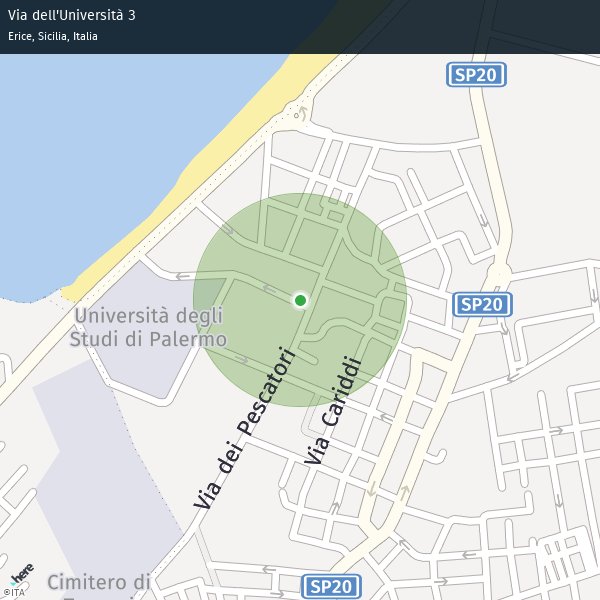 Via dell'Università 3
Erice, Sicilia, Italia
SP20
SP20
Università degli
Studi di Palermo
Via dei Pescatori
Via Cariddi
Cimitero di
SP20
here
©ITA